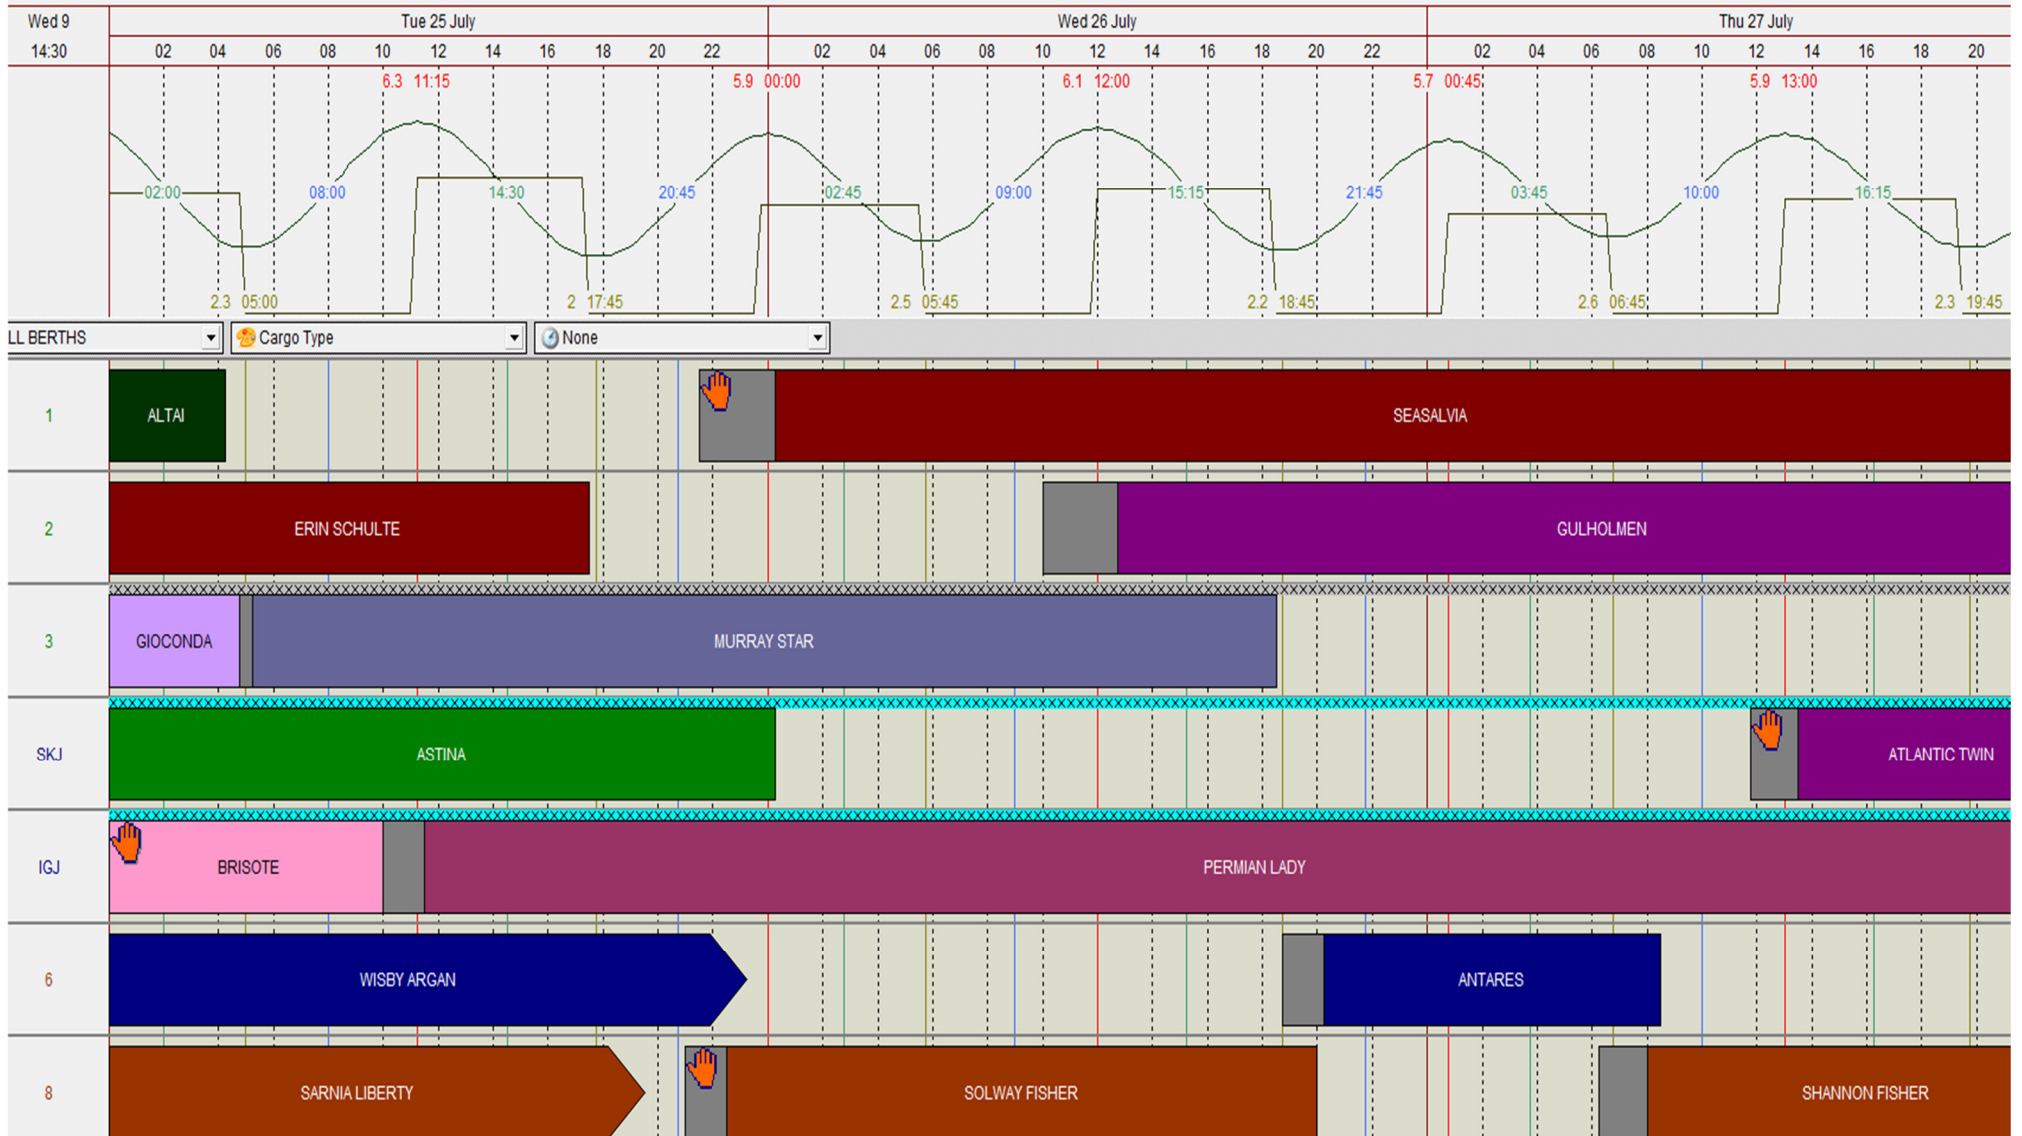 Wed 9 Tue 25 July Wed 26 July Thu 27 July
14:30 02 04 06 08 10 12 14 16 18 20 22 02 04 06 08 10 12 14 16 18 20 22 02 04 06 08 10 12 14 16 18 20
6.3 11:15 5.9 00:00 6.1 12:00 5.7 00:45 5.9 13:00
02:00 08:00 14:30 20:45 02:45 09:00 15:15 21:45 03:45 10:00 16:15
2.3 05:00 2 17:45 2.5 05:45 2.2 18:45 2.6 06:45 2.3 19:45
LL BERTHS Cargo Type None
1 ALTAI SEASALVIA
2 ERIN SCHULTE GULHOLMEN
3 GIOCONDA MURRAY STAR
SKJ ASTINA ATLANTIC TWIN
IGJ BRISOTE PERMIAN LADY
6 WISBY ARGAN ANTARES
8 SARNIA LIBERTY SOLWAY FISHER SHANNON FISHER